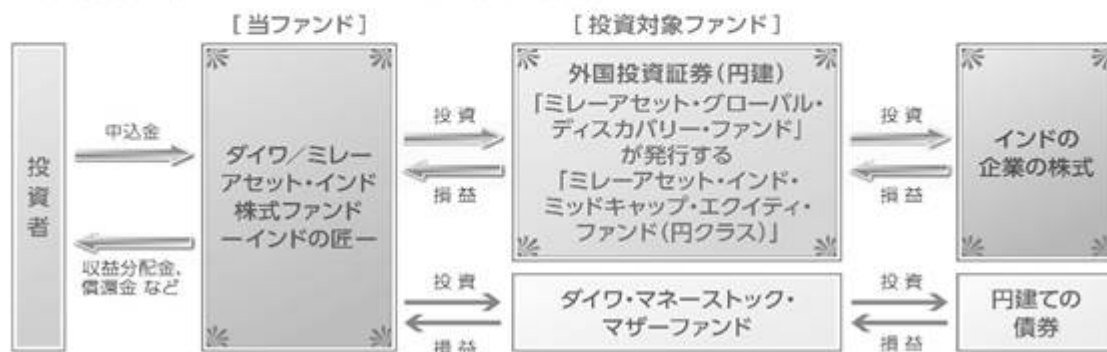 [当ファンド]
[投資対象ファンド]
投資者
申込金
収益分配金、
償還金 など
ダイワ／ミレー
アセット・インド
株式ファンド
－インドの匠－
投資
損益
外国投資証券(円建)
「ミレーアセット・グローバル・
ディスカバリー・ファンド」
が発行する
「ミレーアセット・インド・
ミッドキャップ・エクイティ・
ファンド(円クラス)」
投資
損益
インドの
企業の株式
投資
損益
ダイワ・マネーストック・
マザーファンド
投資
損益
円建ての
債券